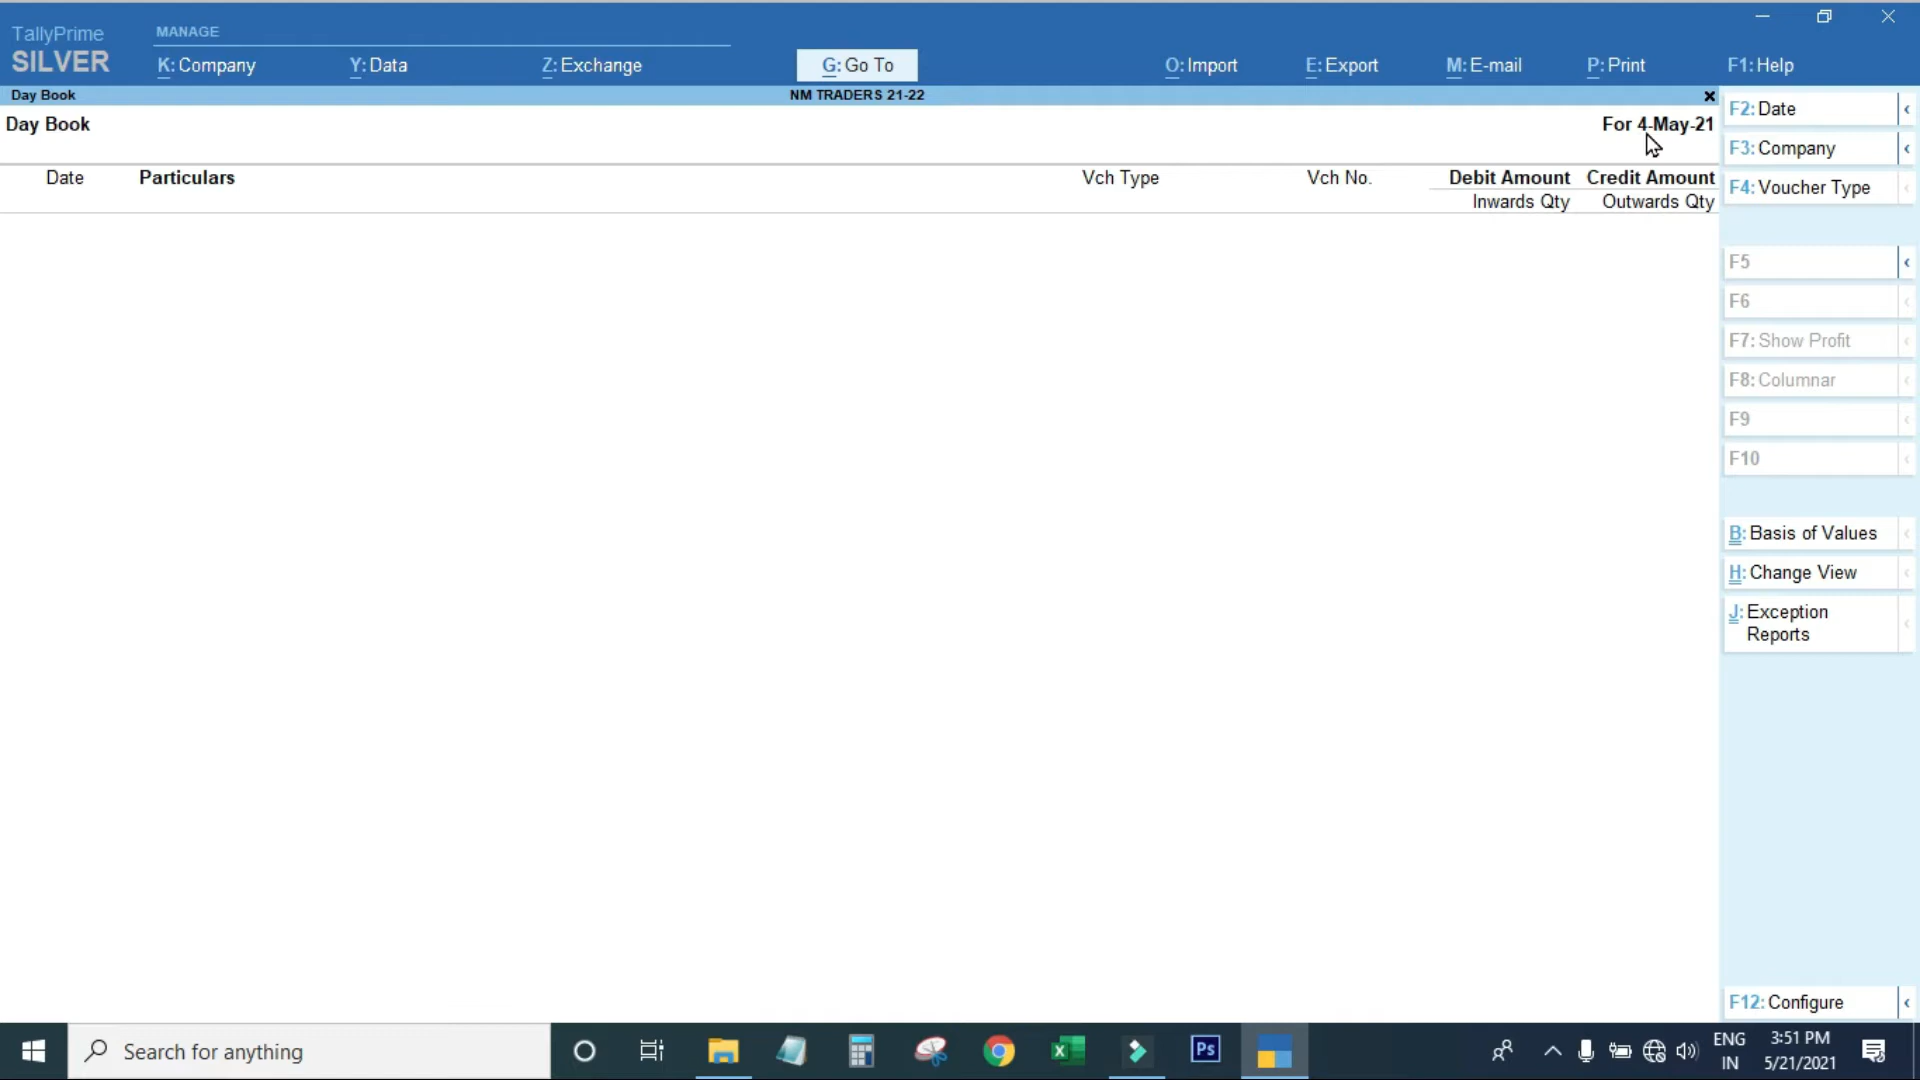 TallyPrime
SILVER
MANAGE
K: Company
Y: Data
Z: Exchange
G: Go To
O: Import
E: Export
M: E-mail
P: Print
F1: Help
Day Book
NM TRADERS 21-22
Day Book
For 4-May-21
Date
Particulars
Vch Type
Vch No.
Debit Amount
Credit Amount
Inwards Qty
Outwards Qty
F2: Date
F3: Company
F4: Voucher Type
F5
F6
F7: Show Profit
F8: Columnar
F9
F10
B: Basis of Values
H: Change View
J: Exception
Reports
F12: Configure
Search for anything
Ps
ENG
IN
3:51 PM
5/21/2021